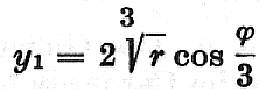 y₁ = 2 ∛r cos φ/3